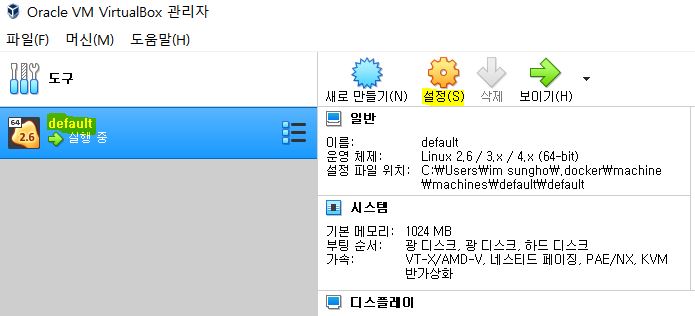 Oracle VM VirtualBox 관리자
파일(F) 머신(M) 도움말(H)
도구
새로 만들기(N) 설정(S) 삭제 보이기(H)
64
2.6
default
실행 중
일반
이름: default
운영 체제: Linux 2.6 / 3.x / 4.x (64-bit)
설정 파일 위치: C:₩Users₩im sungho₩.docker₩machine
₩machines₩default₩default
시스템
기본 메모리: 1024 MB
부팅 순서: 광 디스크, 광 디스크, 하드 디스크
가속: VT-x/AMD-V, 네스티드 페이징, PAE/NX, KVM
반가상화
디스플레이